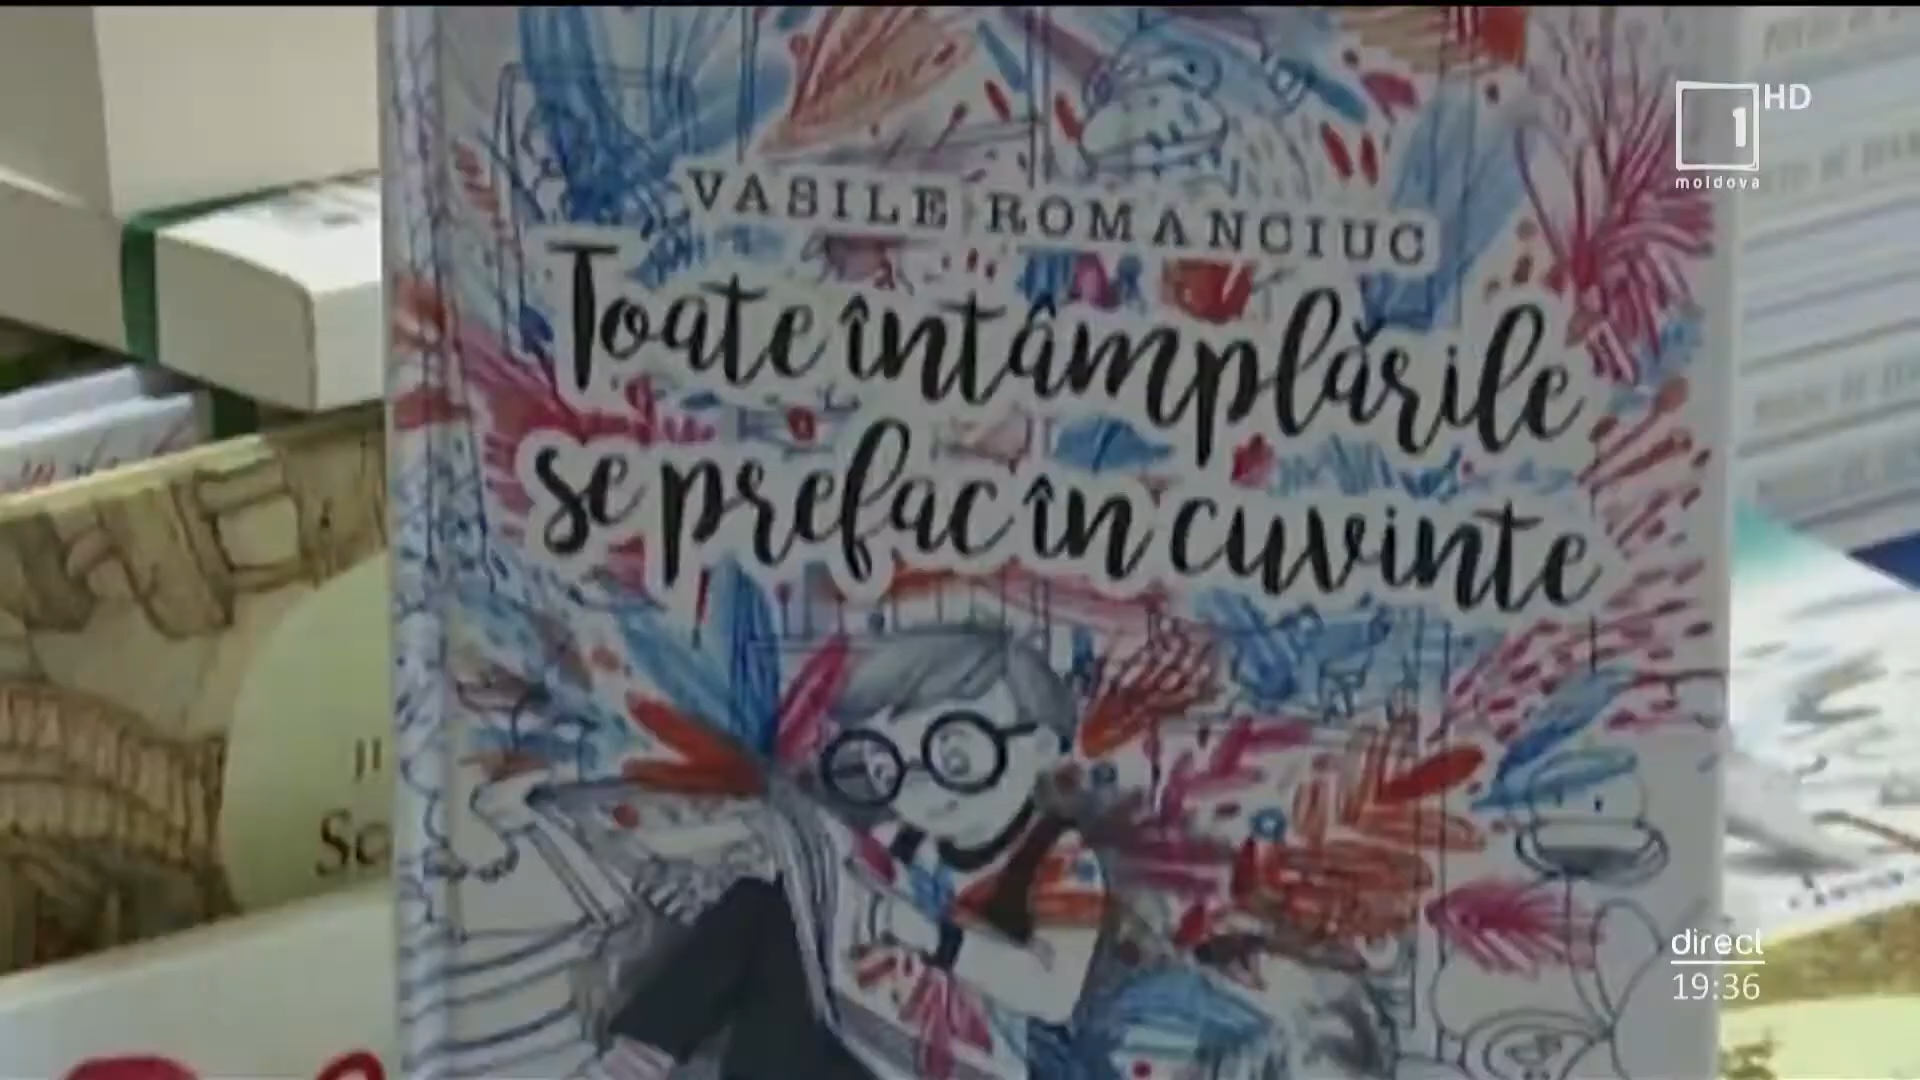 1 HD
moldova
VASILE ROMANCIUC
Toate întâmplările
se prefac în cuvinte
direct
19:36